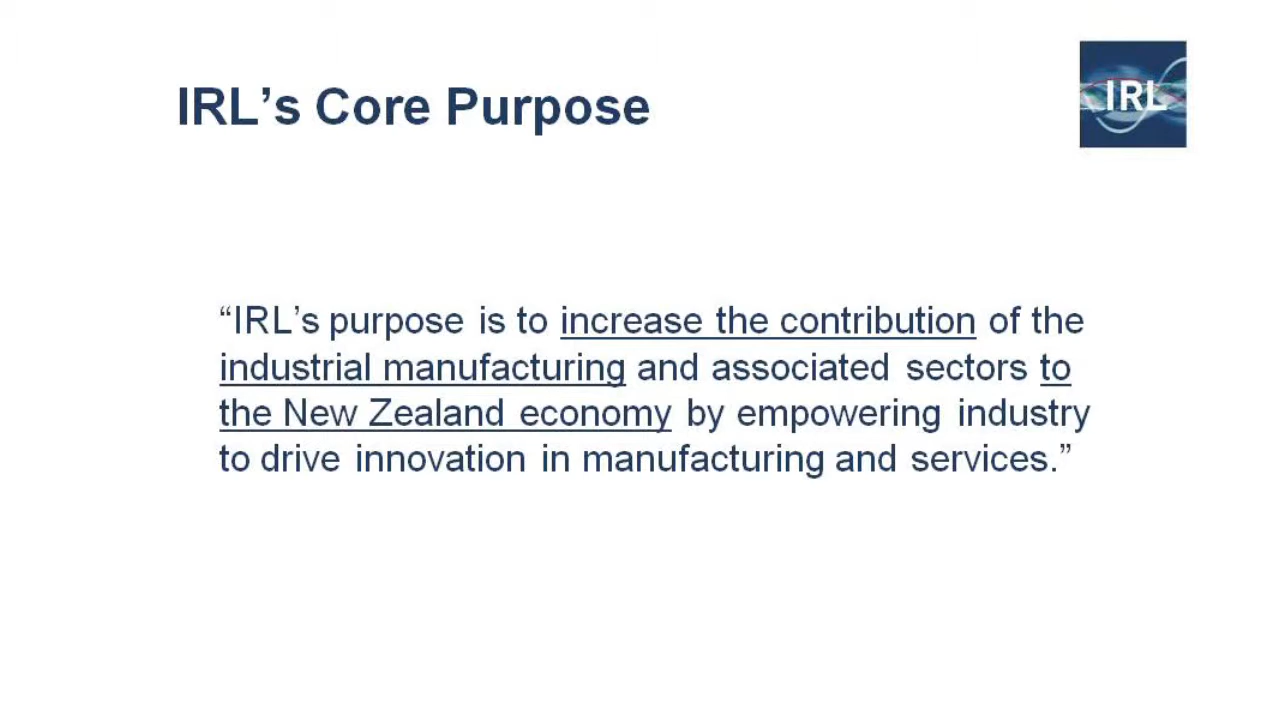 IRL’s Core Purpose
IRL
“IRL’s purpose is to increase the contribution of the
industrial manufacturing and associated sectors to
the New Zealand economy by empowering industry
to drive innovation in manufacturing and services.”